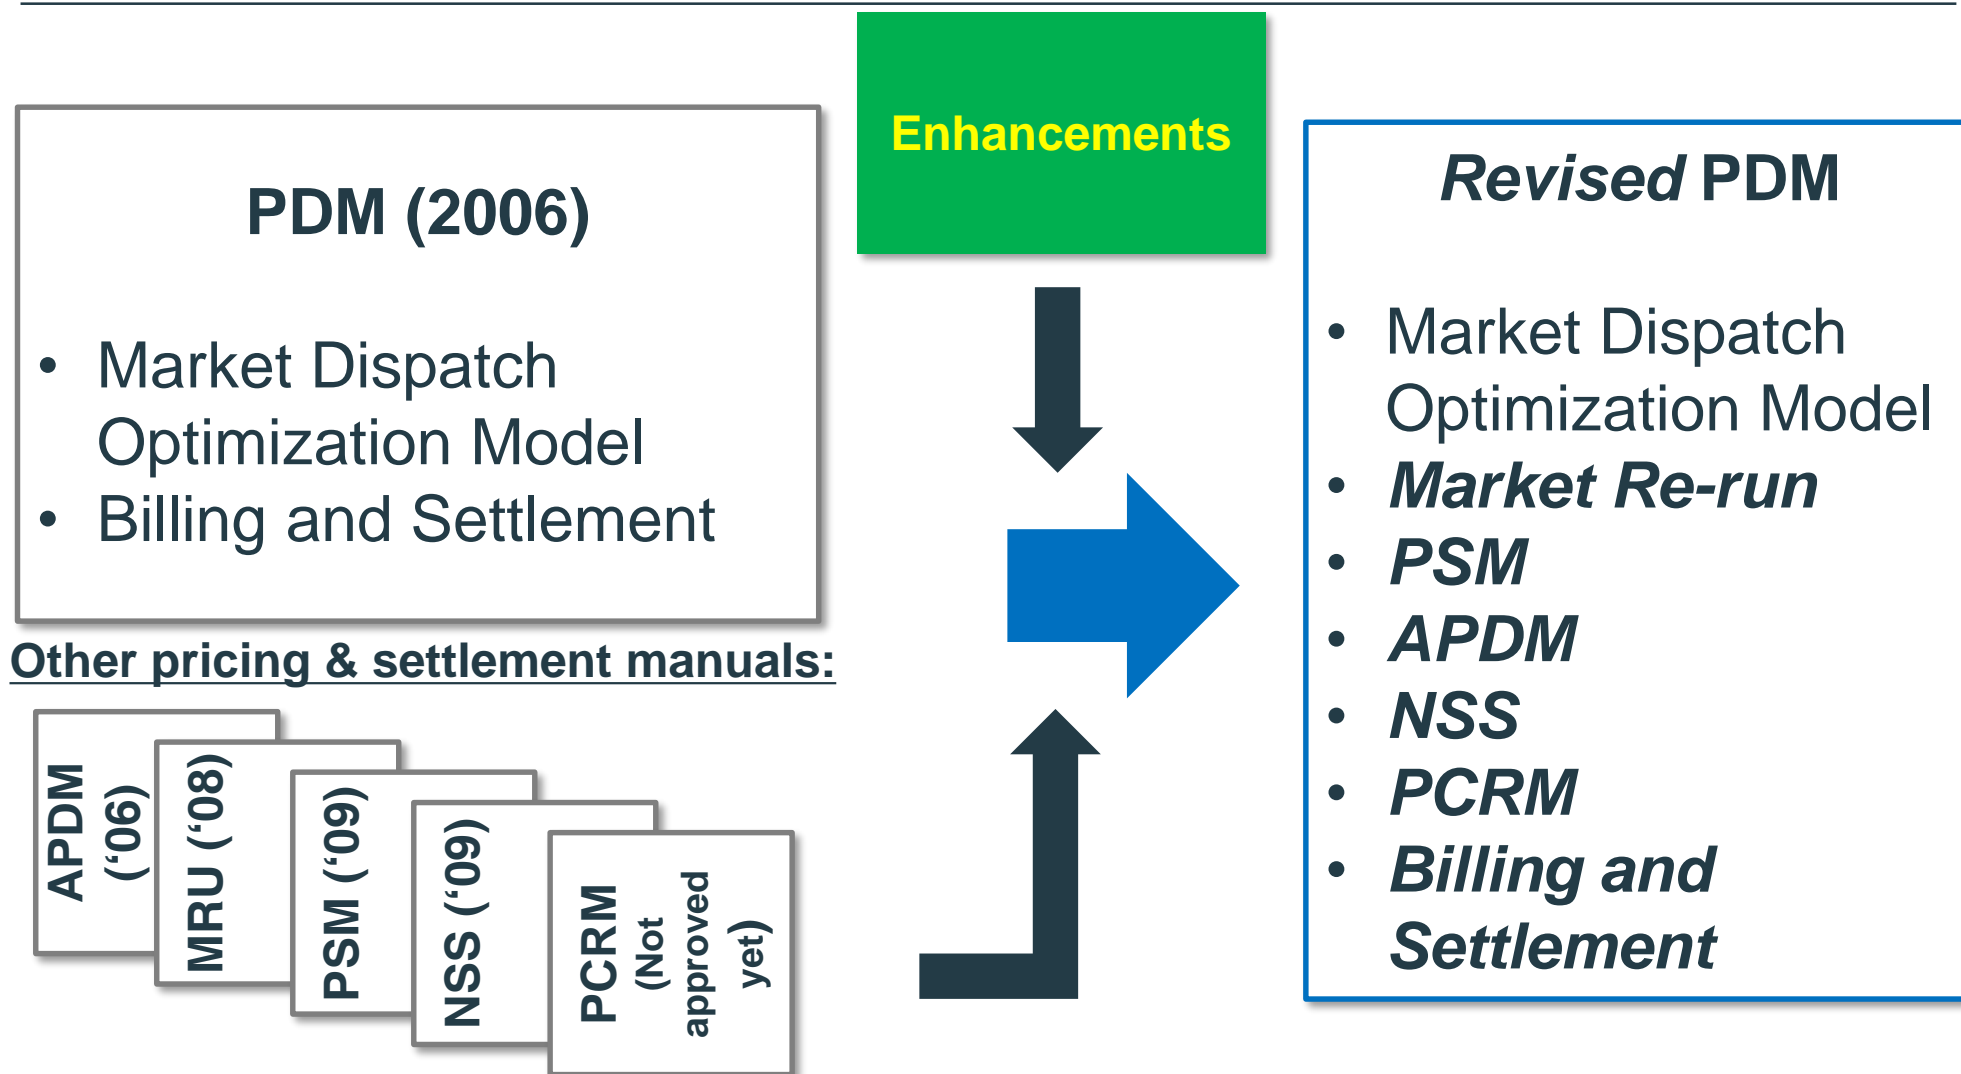 Enhancements
PDM (2006)
• Market Dispatch
Optimization Model
• Billing and Settlement
Other pricing & settlement manuals:
APDM
(‘06)
MRU (‘08)
PSM (‘09)
NSS (‘09)
PCRM
(Not
approved
yet)
Revised PDM
• Market Dispatch
Optimization Model
• Market Re-run
• PSM
• APDM
• NSS
• PCRM
• Billing and
Settlement